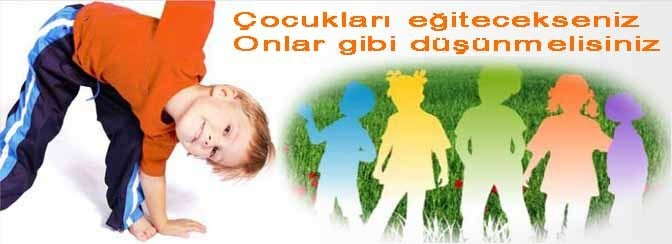 Çocukları eğitecekseniz
Onlar gibi düşünmelisiniz